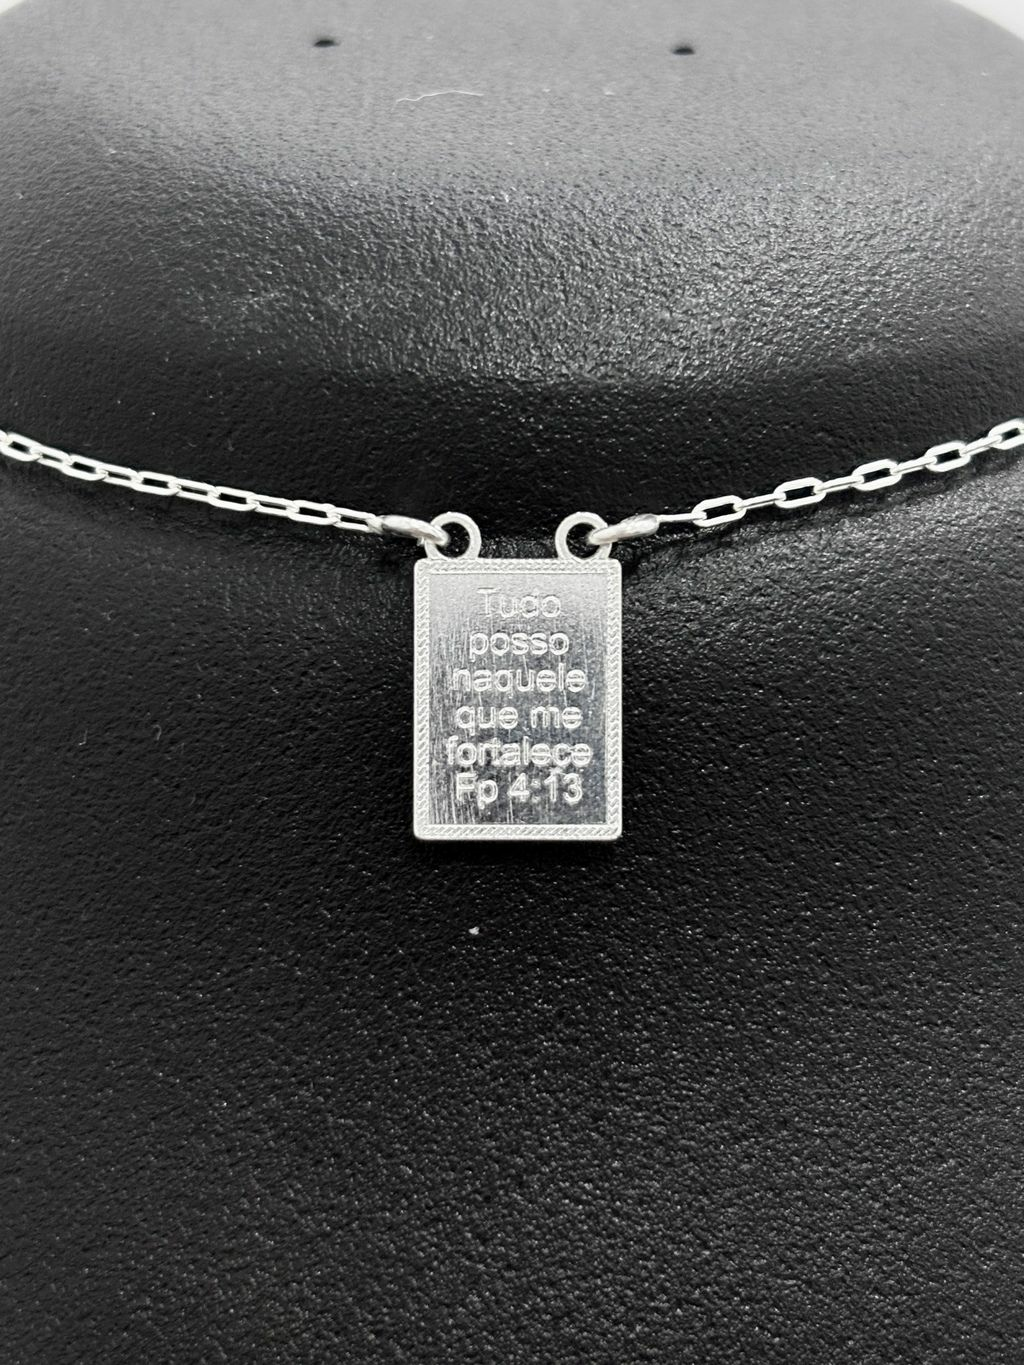 Tudo
posso
naquele
que me
fortalece
Fp 4:13